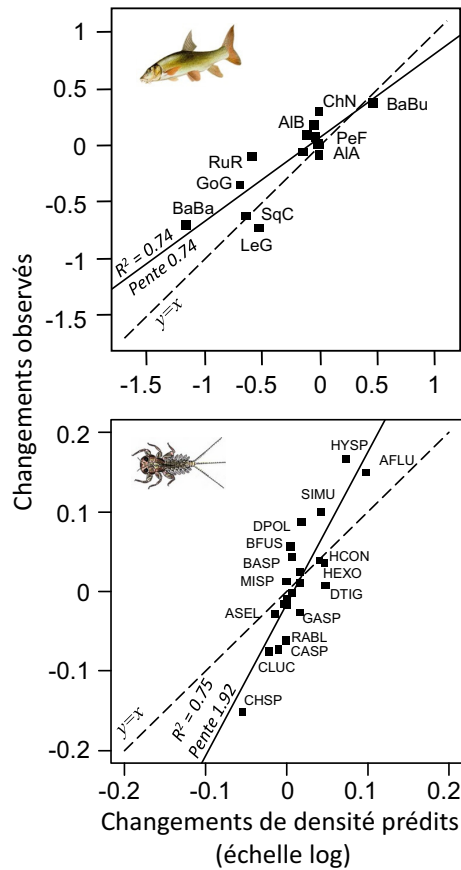 1
0.5
0
-0.5
-1
-1.5
ChN
BaBu
AlB
PeF
AlA
RuR
GoG
BaBa
SqC
LeG
R² = 0.74
Pente 0.74
y=x
-1.5 -1 -0.5 0 0.5 1
Changements observés
0.2
0.1
0
-0.1
-0.2
HYSP
AFLU
SIMU
DPOL
BFUS
BASP
HCON
HEXO
MISP
DTIG
ASEL
GASP
RABL
CASP
CLUC
CHSP
y=x
R² = 0.75
Pente 1.92
-0.2 -0.1 0 0.1 0.2
Changements de densité prédits
(échelle log)